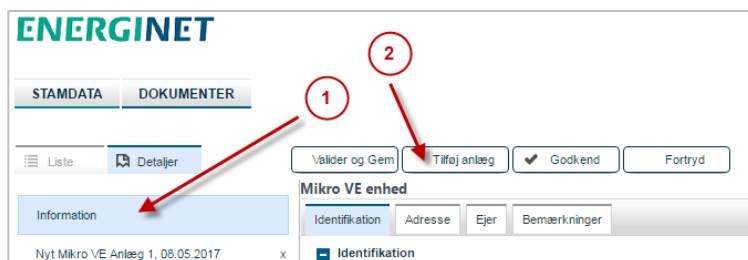 ENERGINET
2
1
STAMDATA DOKUMENTER
Liste Detaljer
Valider og Gem Tilføj anlæg Godkend Fortryd
Mikro VE enhed
Information
Identifikation Adresse Ejer Bemærkninger
Nyt Mikro VE Anlæg 1, 08.05.2017 x
Identifikation